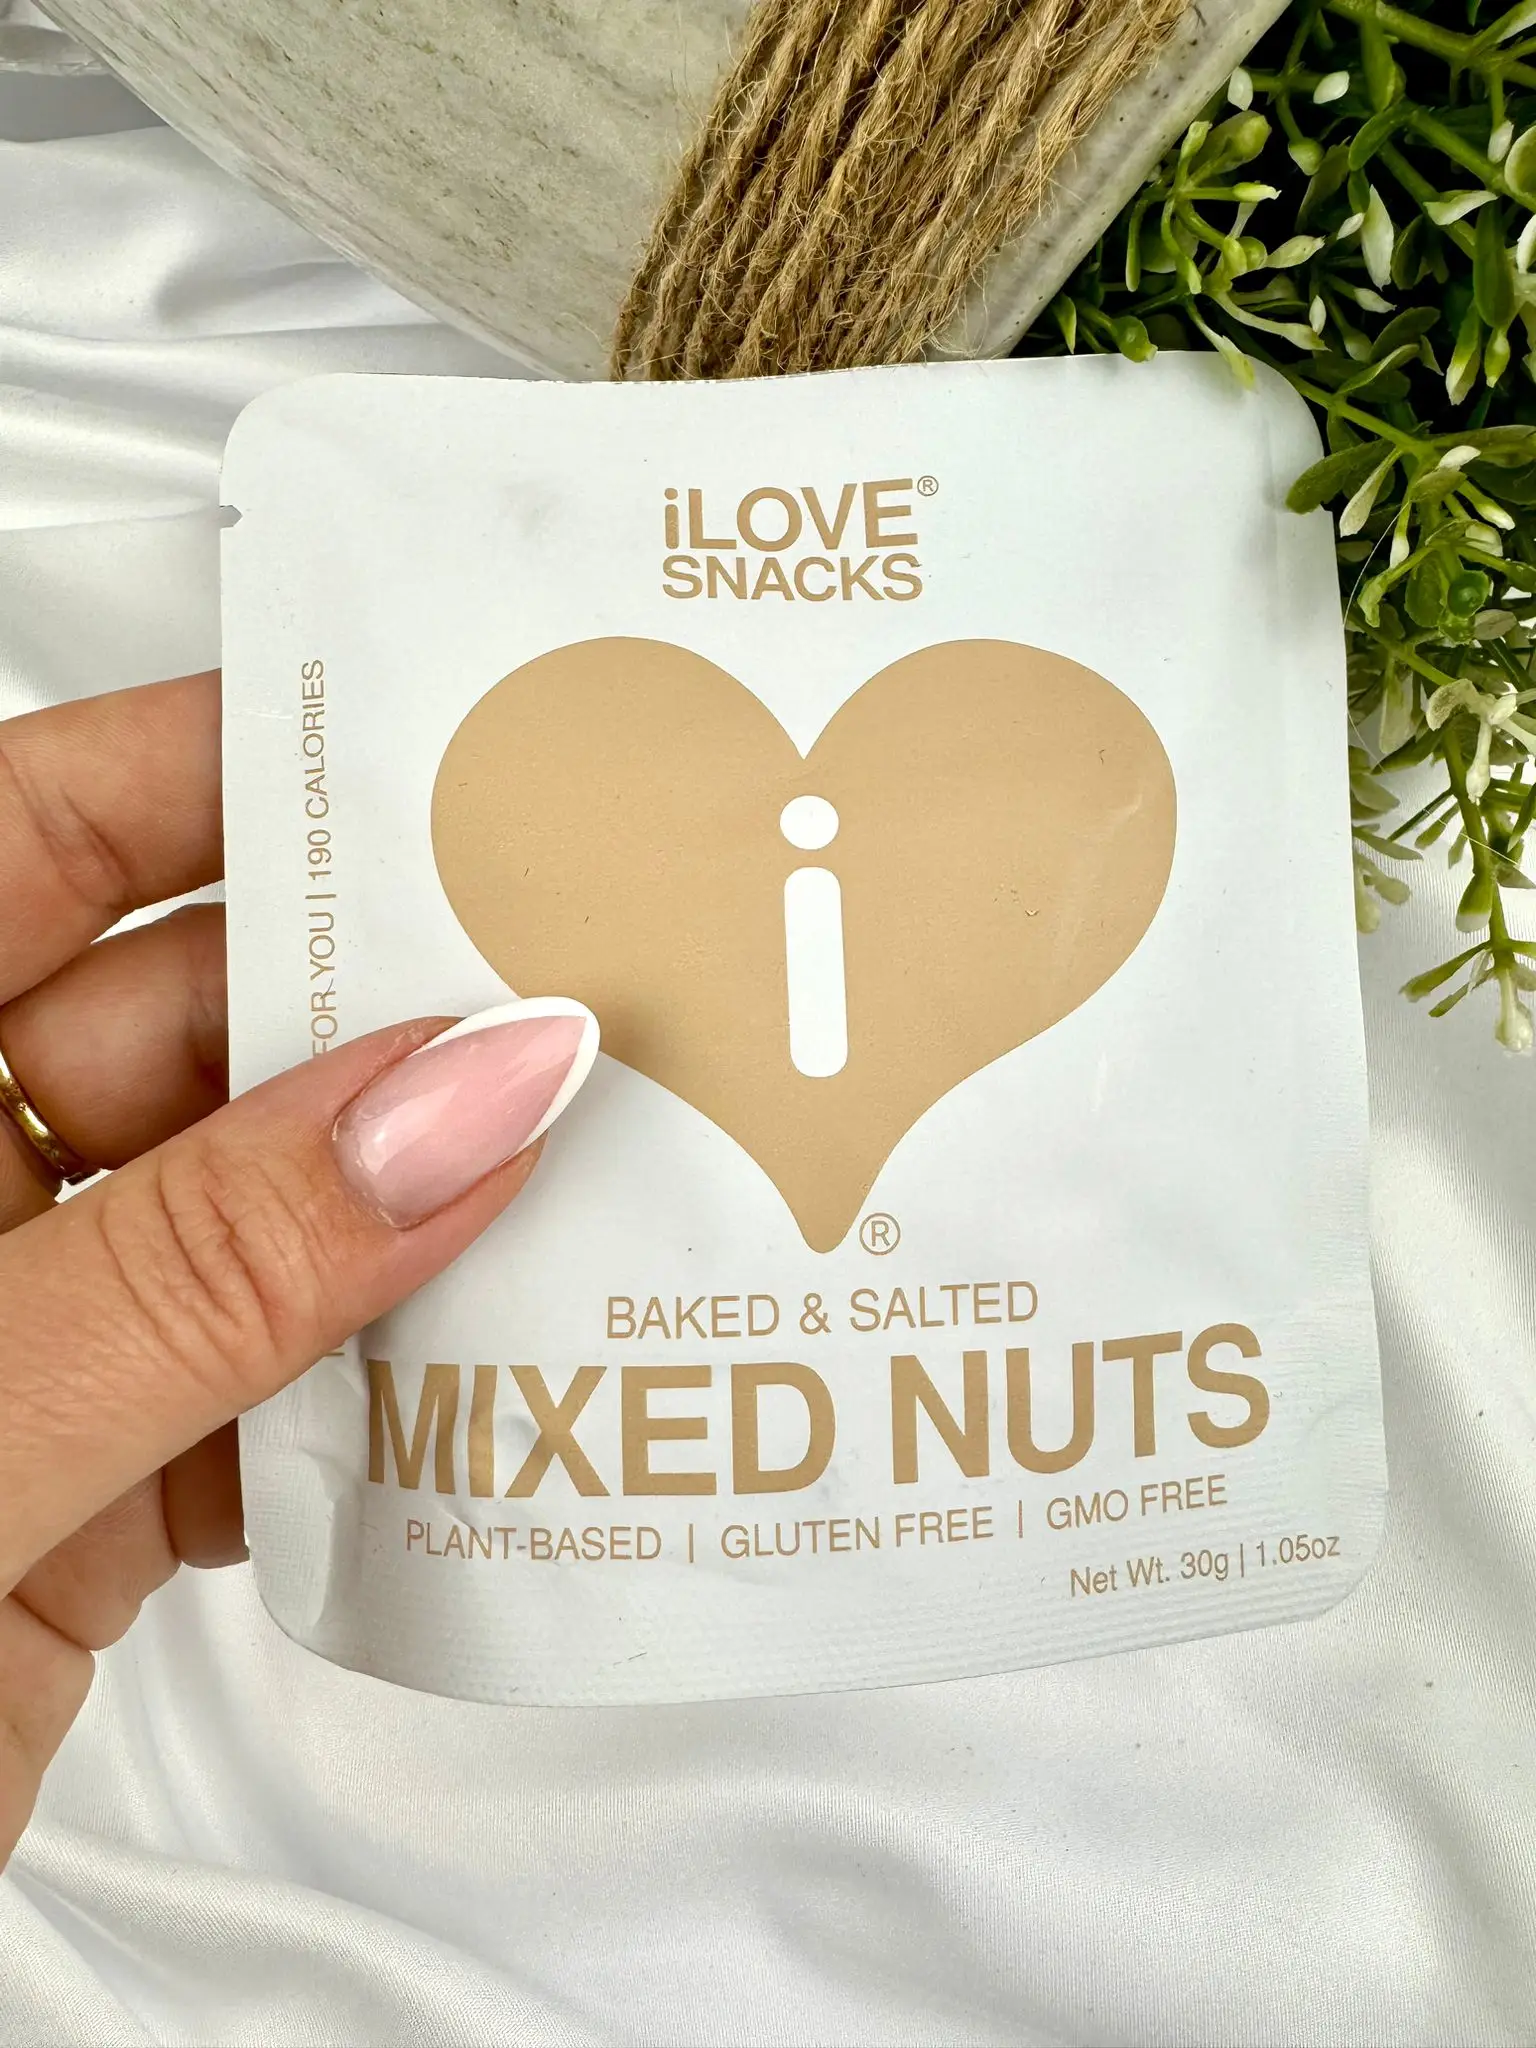 iLOVE®
SNACKS
FOR YOU | 190 CALORIES
i
®
BAKED & SALTED
MIXED NUTS
PLANT-BASED | GLUTEN FREE | GMO FREE
Net Wt. 30g | 1.05oz